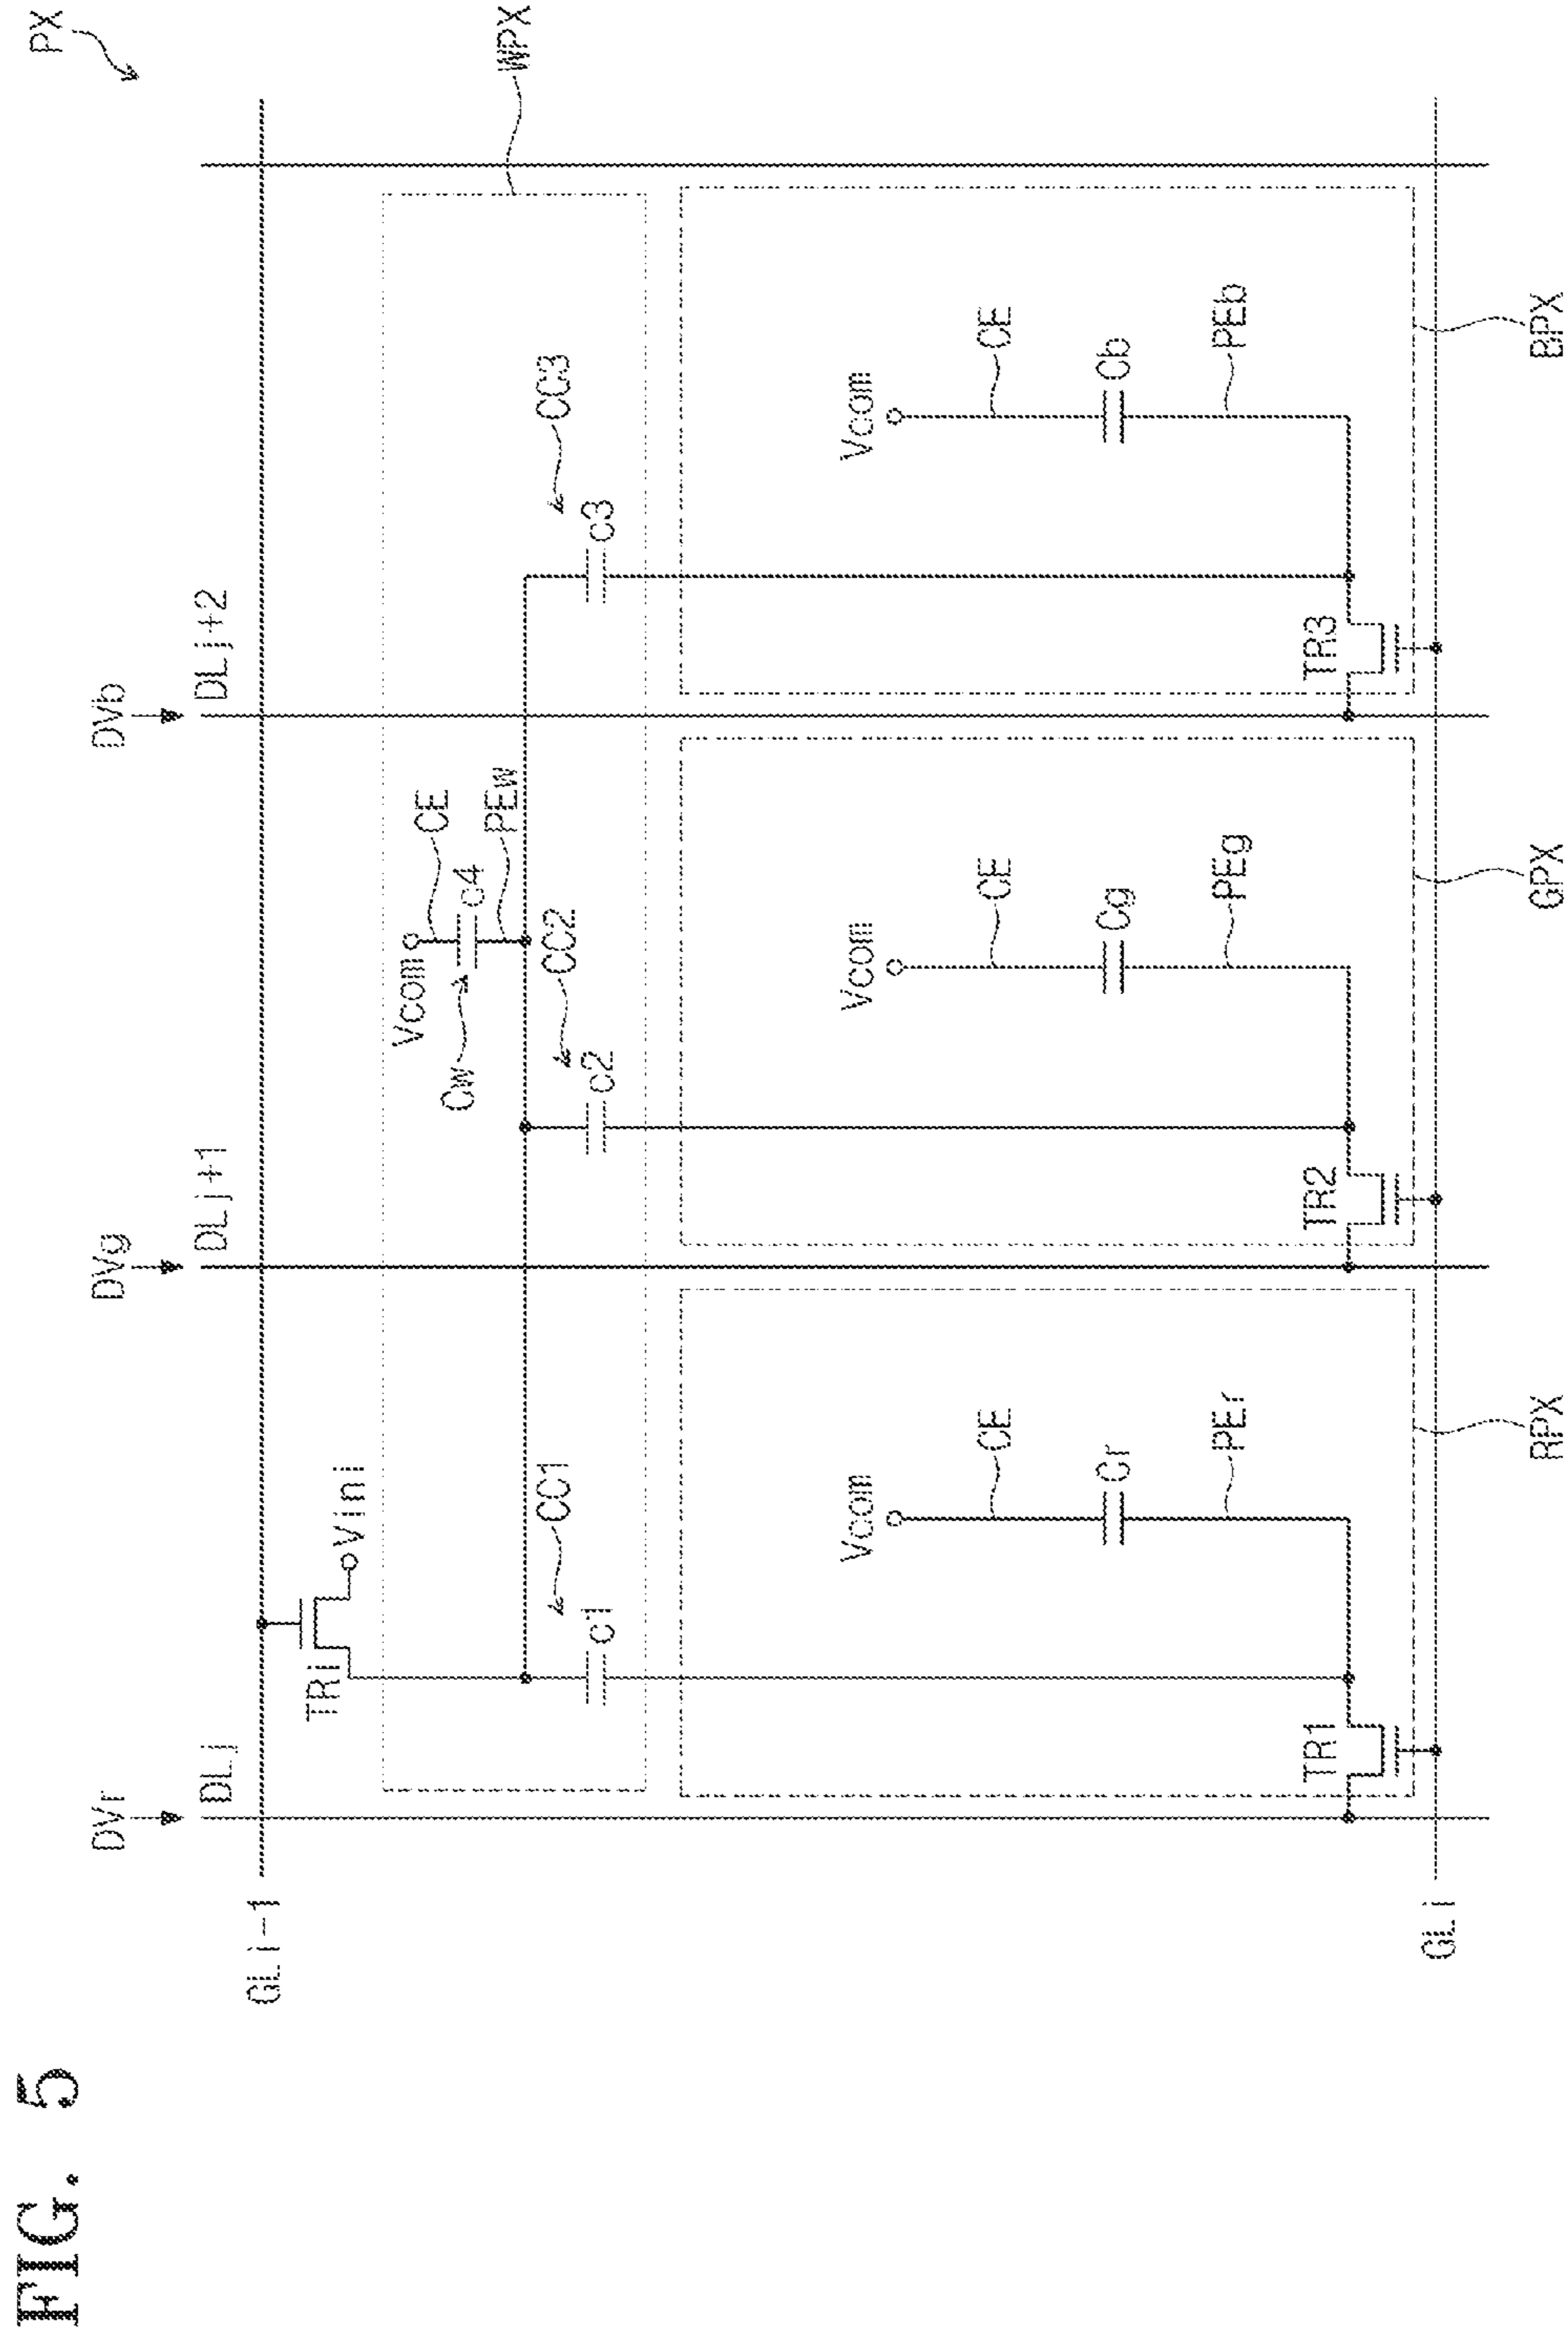 FIG. 5
PX
DVr
DVg
DVb
DLj
DLj+1
DLj+2
GLi-1
TRi
Vini
WPX
Vcom
CE
Cw
c4
PEw
CC1
CC2
CC3
c1
c2
c3
Vcom
Vcom
Vcom
CE
CE
CE
Cr
Cg
Cb
PEr
PEg
PEb
TR1
TR2
TR3
GLi
RPX
GPX
BPX